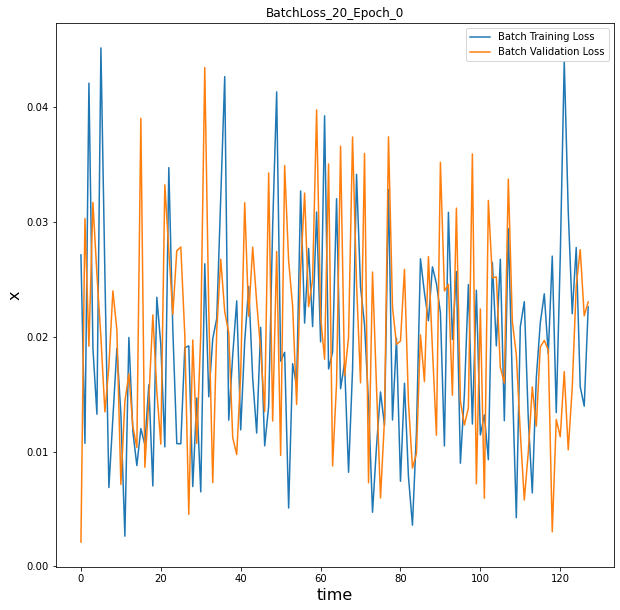 BatchLoss_20_Epoch_0
Batch Training Loss
Batch Validation Loss
0.04
0.03
0.02
0.01
0.00
x
0 20 40 60 80 100 120
time